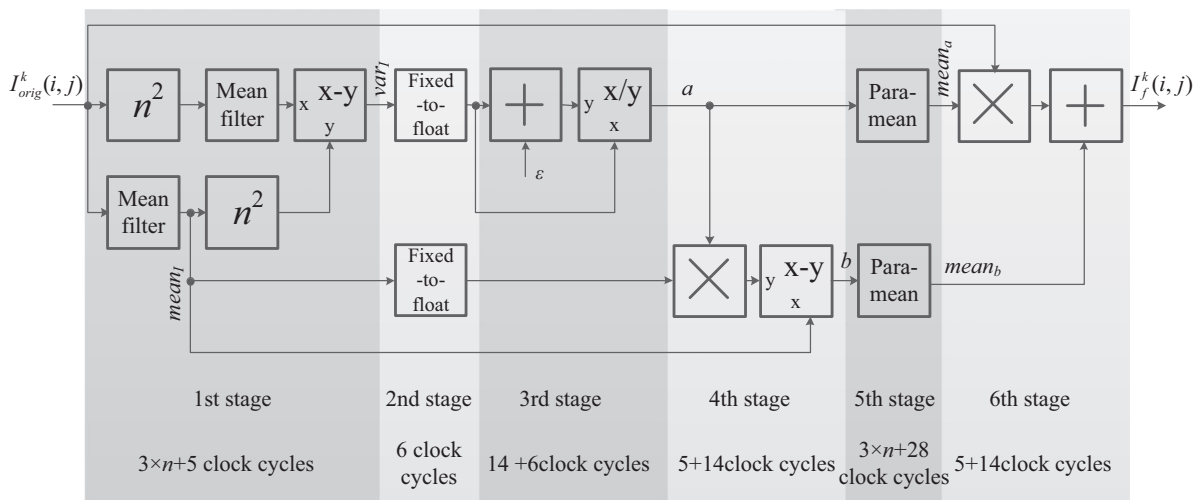 I^k_orig(i, j)
n^2
Mean
filter
x
x-y
y
var_I
Fixed
-to-
float
+
ε
y
x/y
x
a
Para-
mean
mean_a
×
+
I^k_f(i, j)
Mean
filter
n^2
mean_I
Fixed
-to-
float
×
y
x-y
x
b
Para-
mean
mean_b
1st stage
2nd stage
3rd stage
4th stage
5th stage
6th stage
3×n+5 clock cycles
6 clock
cycles
14 +6clock cycles
5+14clock cycles
3×n+28
clock cycles
5+14clock cycles